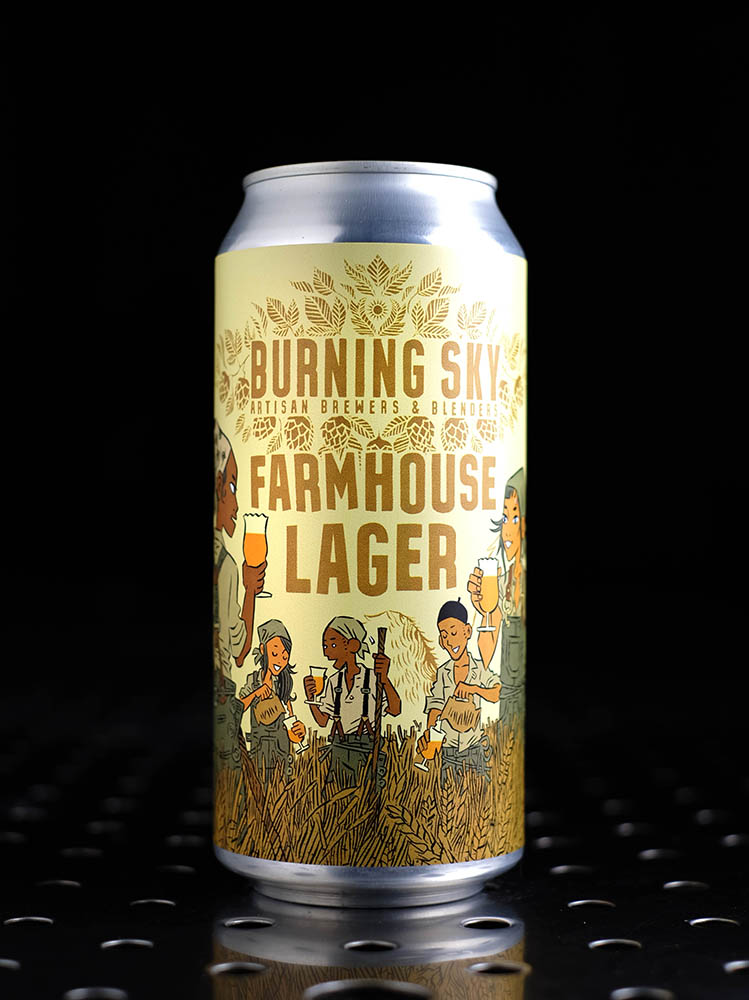 BURNING SKY
ARTISAN BREWERS & BLENDERS
FARMHOUSE
LAGER